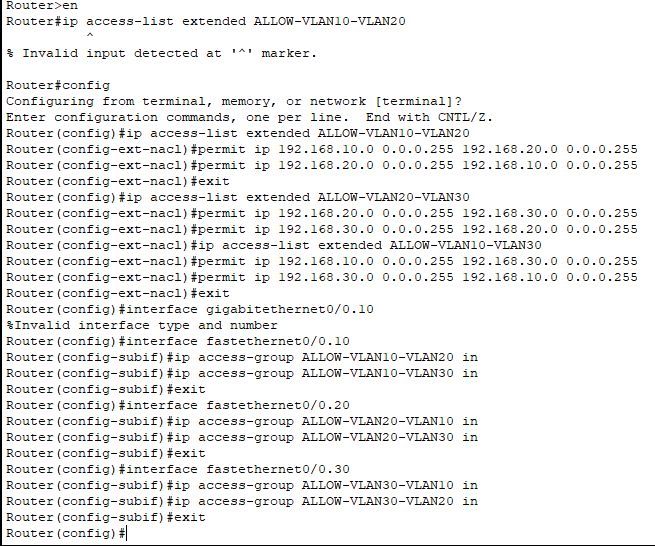 Router>en
Router#ip access-list extended ALLOW-VLAN10-VLAN20
^
% Invalid input detected at '^' marker.
Router#config
Configuring from terminal, memory, or network [terminal]?
Enter configuration commands, one per line.  End with CNTL/Z.
Router(config)#ip access-list extended ALLOW-VLAN10-VLAN20
Router(config-ext-nacl)#permit ip 192.168.10.0 0.0.0.255 192.168.20.0 0.0.0.255
Router(config-ext-nacl)#permit ip 192.168.20.0 0.0.0.255 192.168.10.0 0.0.0.255
Router(config-ext-nacl)#exit
Router(config)#ip access-list extended ALLOW-VLAN20-VLAN30
Router(config-ext-nacl)#permit ip 192.168.20.0 0.0.0.255 192.168.30.0 0.0.0.255
Router(config-ext-nacl)#permit ip 192.168.30.0 0.0.0.255 192.168.20.0 0.0.0.255
Router(config-ext-nacl)#ip access-list extended ALLOW-VLAN10-VLAN30
Router(config-ext-nacl)#permit ip 192.168.10.0 0.0.0.255 192.168.30.0 0.0.0.255
Router(config-ext-nacl)#permit ip 192.168.30.0 0.0.0.255 192.168.10.0 0.0.0.255
Router(config-ext-nacl)#exit
Router(config)#interface gigabitethernet0/0.10
%Invalid interface type and number
Router(config)#interface fastethernet0/0.10
Router(config-subif)#ip access-group ALLOW-VLAN10-VLAN20 in
Router(config-subif)#ip access-group ALLOW-VLAN10-VLAN30 in
Router(config-subif)#exit
Router(config)#interface fastethernet0/0.20
Router(config-subif)#ip access-group ALLOW-VLAN20-VLAN10 in
Router(config-subif)#ip access-group ALLOW-VLAN20-VLAN30 in
Router(config-subif)#exit
Router(config)#interface fastethernet0/0.30
Router(config-subif)#ip access-group ALLOW-VLAN30-VLAN10 in
Router(config-subif)#ip access-group ALLOW-VLAN30-VLAN20 in
Router(config-subif)#exit
Router(config)#